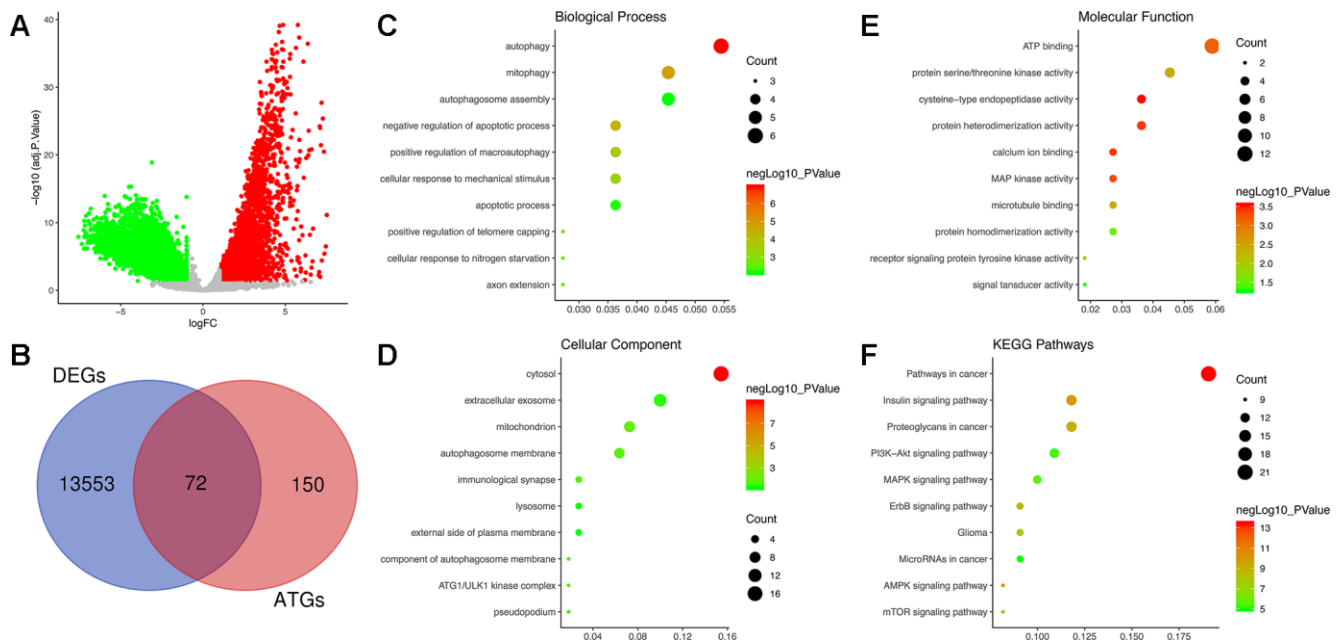 A
40
30
20
10
0
−log10 (adj.P.Value)
−5
0
5
logFC
B
DEGs
13553
72
150
ATGs
C
Biological Process
autophagy
mitophagy
autophagosome assembly
negative regulation of apoptotic process
positive regulation of macroautophagy
cellular response to mechanical stimulus
apoptotic process
positive regulation of telomere capping
cellular response to nitrogen starvation
axon extension
0.030
0.035
0.040
0.045
0.050
0.055
Count
3
4
5
6
negLog10_PValue
6
5
4
3
D
Cellular Component
cytosol
extracellular exosome
mitochondrion
autophagosome membrane
immunological synapse
lysosome
external side of plasma membrane
component of autophagosome membrane
ATG1/ULK1 kinase complex
pseudopodium
0.04
0.08
0.12
0.16
negLog10_PValue
7
5
3
Count
4
8
12
16
E
Molecular Function
ATP binding
protein serine/threonine kinase activity
cysteine-type endopeptidase activity
protein heterodimerization activity
calcium ion binding
MAP kinase activity
microtubule binding
protein homodimerization activity
receptor signaling protein tyrosine kinase activity
signal tansducer activity
0.02
0.03
0.04
0.05
0.06
Count
2
4
6
8
10
12
negLog10_PValue
3.5
3.0
2.5
2.0
1.5
F
KEGG Pathways
Pathways in cancer
Insulin signaling pathway
Proteoglycans in cancer
PI3K−Akt signaling pathway
MAPK signaling pathway
ErbB signaling pathway
Glioma
MicroRNAs in cancer
AMPK signaling pathway
mTOR signaling pathway
0.100
0.125
0.150
0.175
Count
9
12
15
18
21
negLog10_PValue
13
11
9
7
5